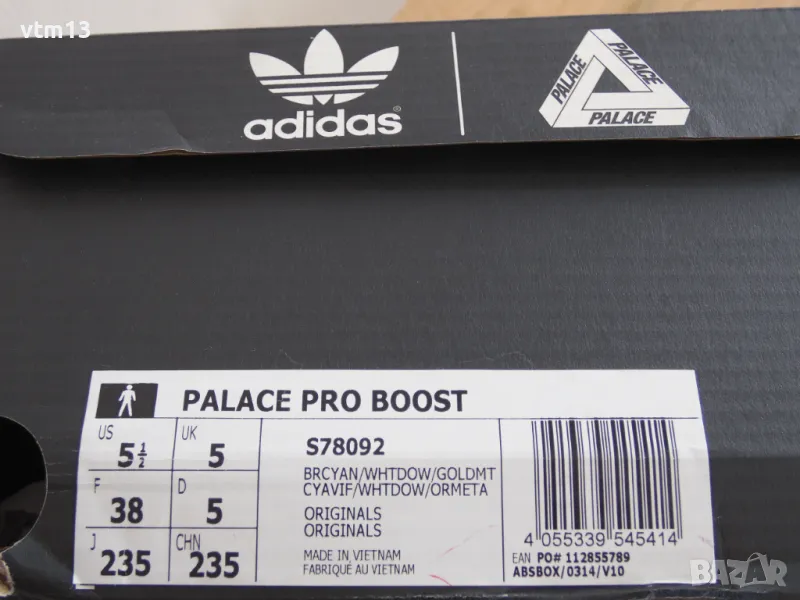 vtm13
adidas®
PALACE
PALACE
PALACE
PALACE PRO BOOST
US 5½ UK 5
F 38 D 5
J 235 CHN 235
S78092
BRCYAN/WHTDOW/GOLDMT
CYAVIF/WHTDOW/ORMETA
ORIGINALS
ORIGINALS
MADE IN VIETNAM
FABRIQUÉ AU VIETNAM
4 055339 545414
EAN PO# 112855789
ABSBOX/0314/V10
BAZAR